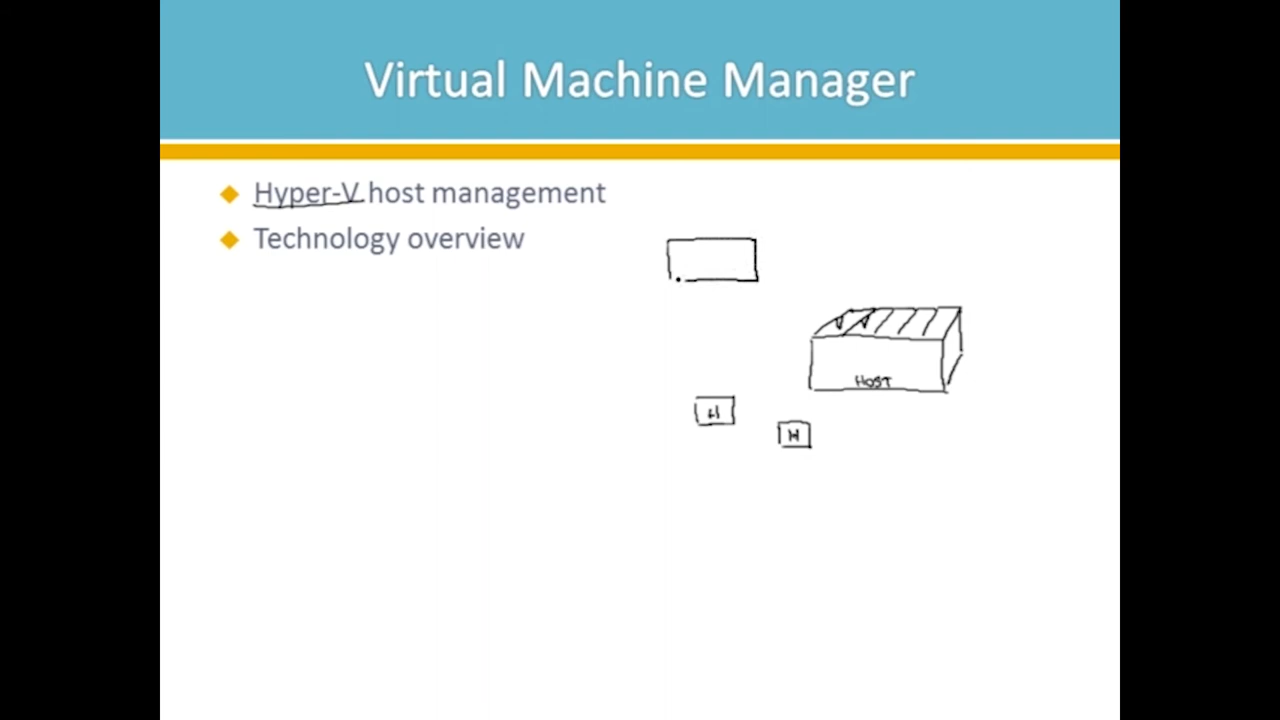 Virtual Machine Manager
Hyper-V host management
Technology overview
V V
HOST
H
H